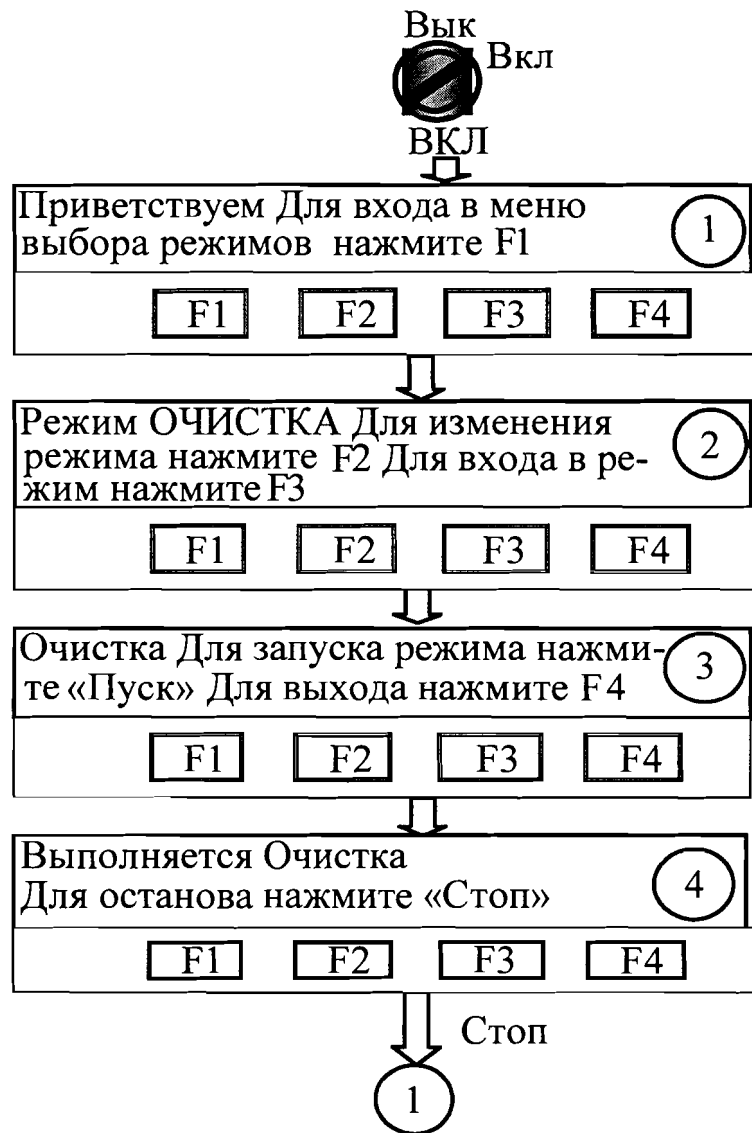 Вык
Вкл
ВКЛ
Приветствуем Для входа в меню
выбора режимов нажмите F1
1
F1 F2 F3 F4
Режим ОЧИСТКА Для изменения
режима нажмите F2 Для входа в ре-
жим нажмите F3
2
F1 F2 F3 F4
Очистка Для запуска режима нажми-
те «Пуск» Для выхода нажмите F4
3
F1 F2 F3 F4
Выполняется Очистка
Для останова нажмите «Стоп»
4
F1 F2 F3 F4
Стоп
1